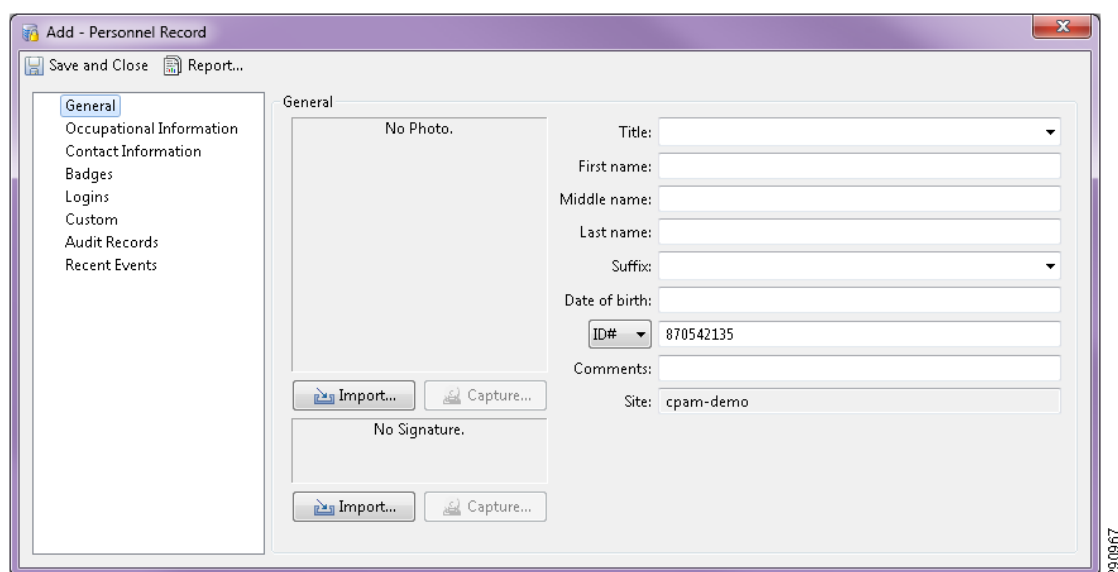 Add - Personnel Record
Save and Close Report...
General
Occupational Information
Contact Information
Badges
Logins
Custom
Audit Records
Recent Events
General
No Photo.
Import... Capture...
No Signature.
Import... Capture...
Title:
First name:
Middle name:
Last name:
Suffix:
Date of birth:
ID# 870542135
Comments:
Site: cpam-demo
290967